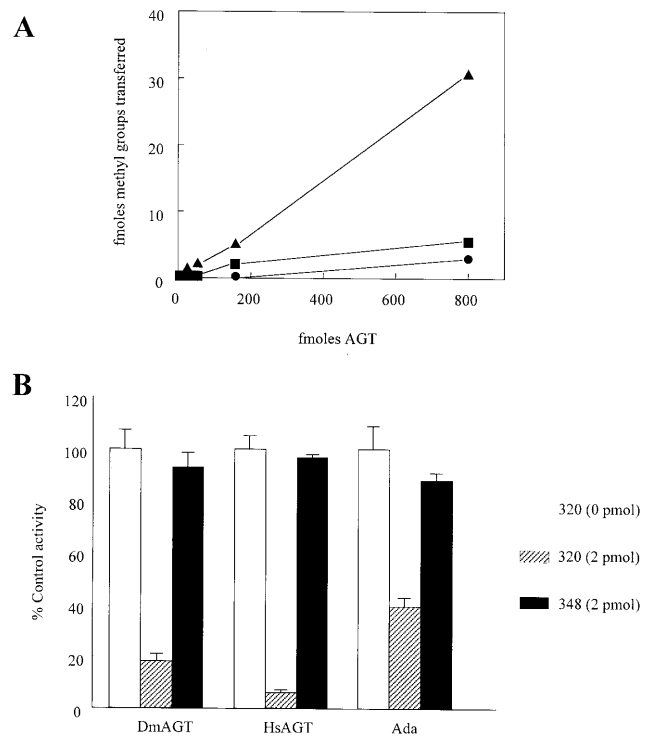 A
40
30
20
10
0
fmoles methyl groups transferred
0 200 400 600 800
fmoles AGT
B
120
100
80
60
40
20
0
% Control activity
320 (0 pmol)
320 (2 pmol)
348 (2 pmol)
DmAGT HsAGT Ada